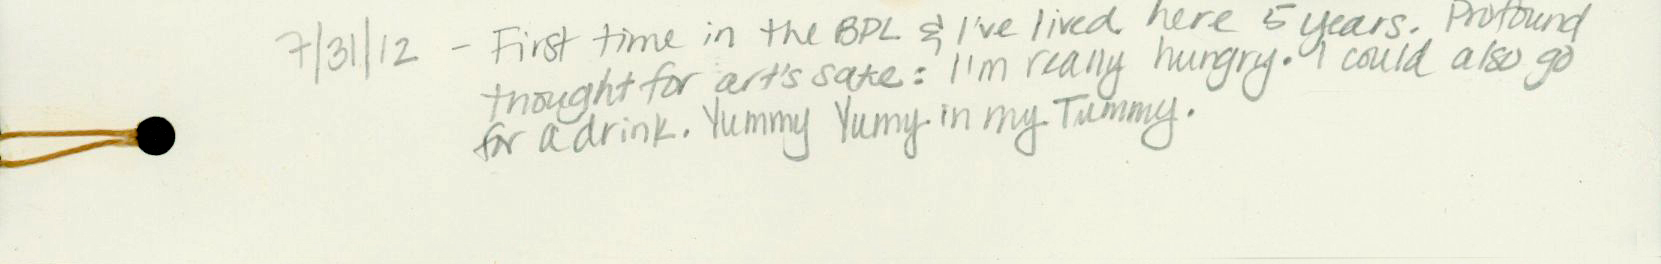 7/31/12 - First time in the BPL & I've lived here 5 years. Profound
thought for art's sake: I'm really hungry. I could also go
for a drink. Yummy Yumy in my Tummy.